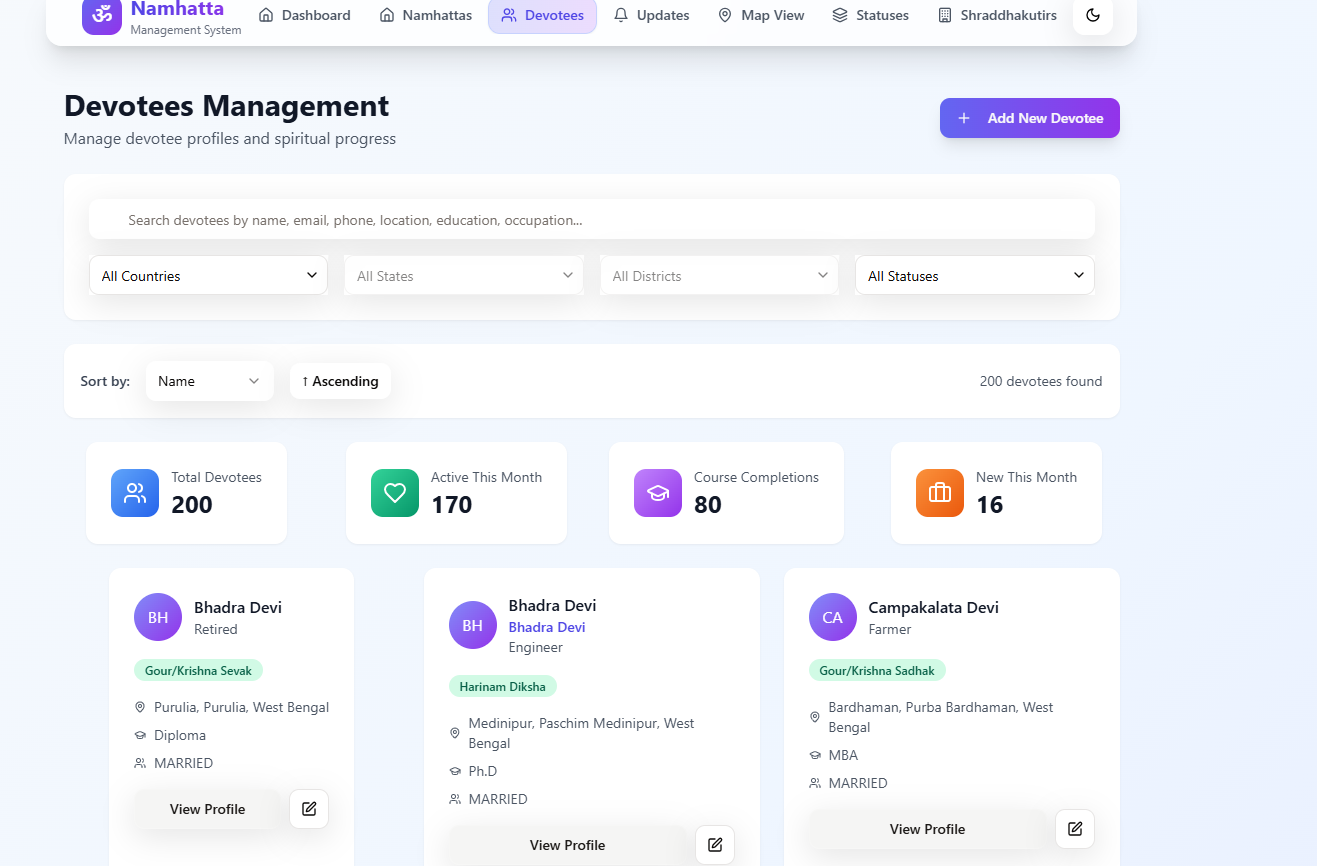 ॐ
Namhatta
Management System
Dashboard
Namhattas
Devotees
Updates
Map View
Statuses
Shraddhakutirs
Devotees Management
Manage devotee profiles and spiritual progress
+ Add New Devotee
Search devotees by name, email, phone, location, education, occupation...
All Countries
All States
All Districts
All Statuses
Sort by:
Name
↑ Ascending
200 devotees found
Total Devotees
200
Active This Month
170
Course Completions
80
New This Month
16
BH
Bhadra Devi
Retired
Gour/Krishna Sevak
Purulia, Purulia, West Bengal
Diploma
MARRIED
View Profile
BH
Bhadra Devi
Bhadra Devi
Engineer
Harinam Diksha
Medinipur, Paschim Medinipur, West
Bengal
Ph.D
MARRIED
View Profile
CA
Campakalata Devi
Farmer
Gour/Krishna Sadhak
Bardhaman, Purba Bardhaman, West
Bengal
MBA
MARRIED
View Profile